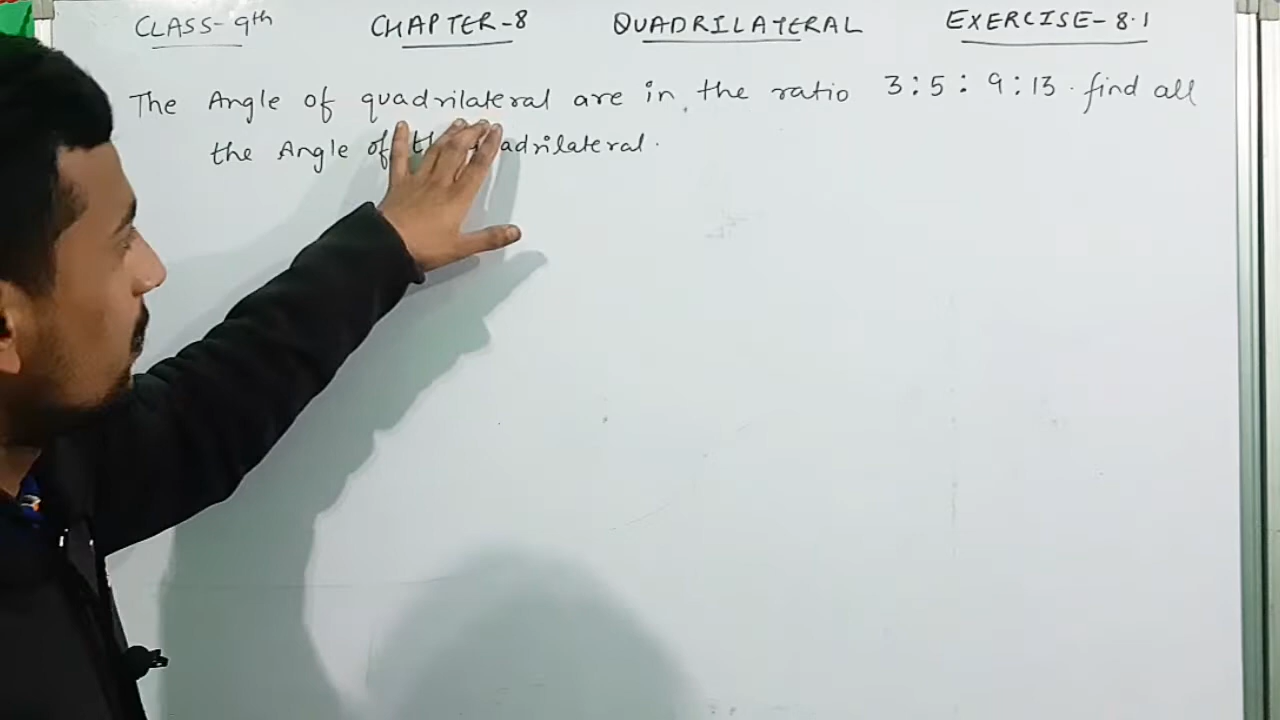 CLASS-9th CHAPTER-8 QUADRILATERAL EXERCISE-8.1
The Angle of quadrilateral are in the ratio 3:5:9:13. find all
the Angle of adrilateral.